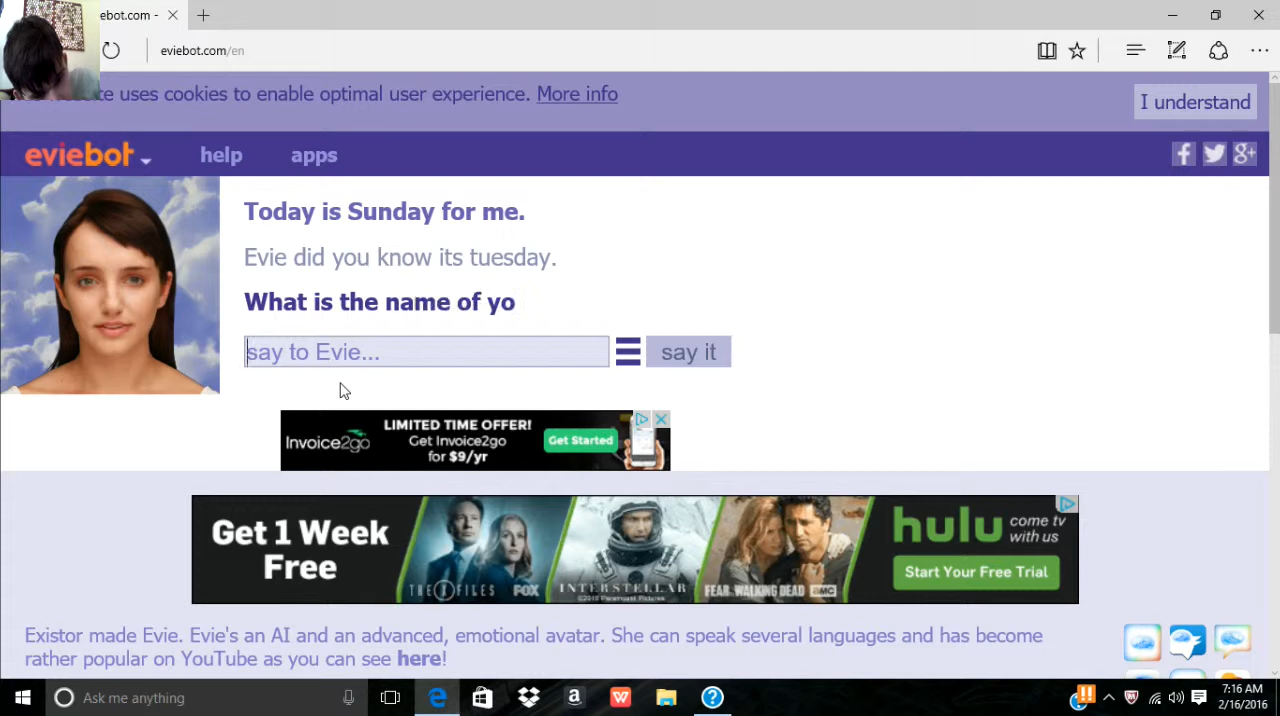 ebot.com -
eviebot.com/en
te uses cookies to enable optimal user experience. More info
I understand
eviebot help apps
Today is Sunday for me.
Evie did you know its tuesday.
What is the name of yo
say to Evie... say it
LIMITED TIME OFFER!
Invoice2go Get Invoice2go Get Started
for $9/yr
Get 1 Week
Free
THE X FILES FOX
INTERSTELLAR
©2016 Paramount Pictures
FEAR THE WALKING DEAD AMC
hulu come tv
with us
Start Your Free Trial
Existor made Evie. Evie's an AI and an advanced, emotional avatar. She can speak several languages and has become
rather popular on YouTube as you can see here!
Ask me anything
7:16 AM
2/16/2016